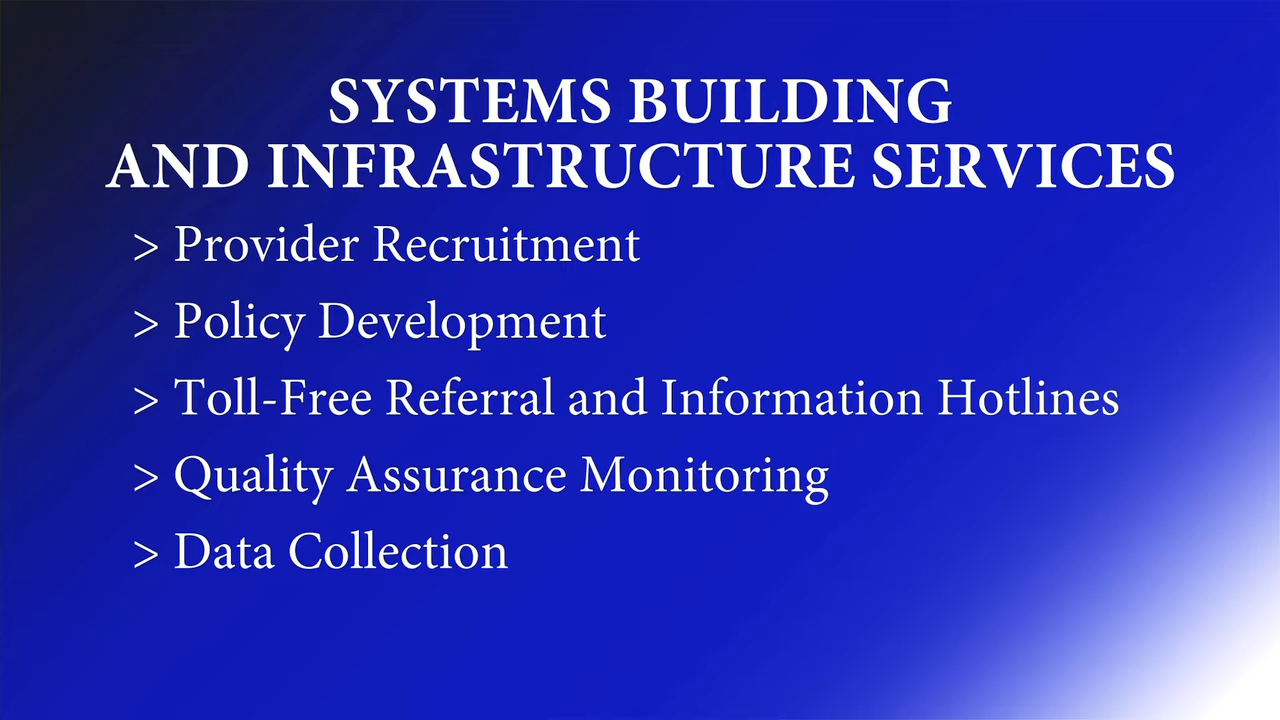 SYSTEMS BUILDING
AND INFRASTRUCTURE SERVICES
> Provider Recruitment
> Policy Development
> Toll-Free Referral and Information Hotlines
> Quality Assurance Monitoring
> Data Collection